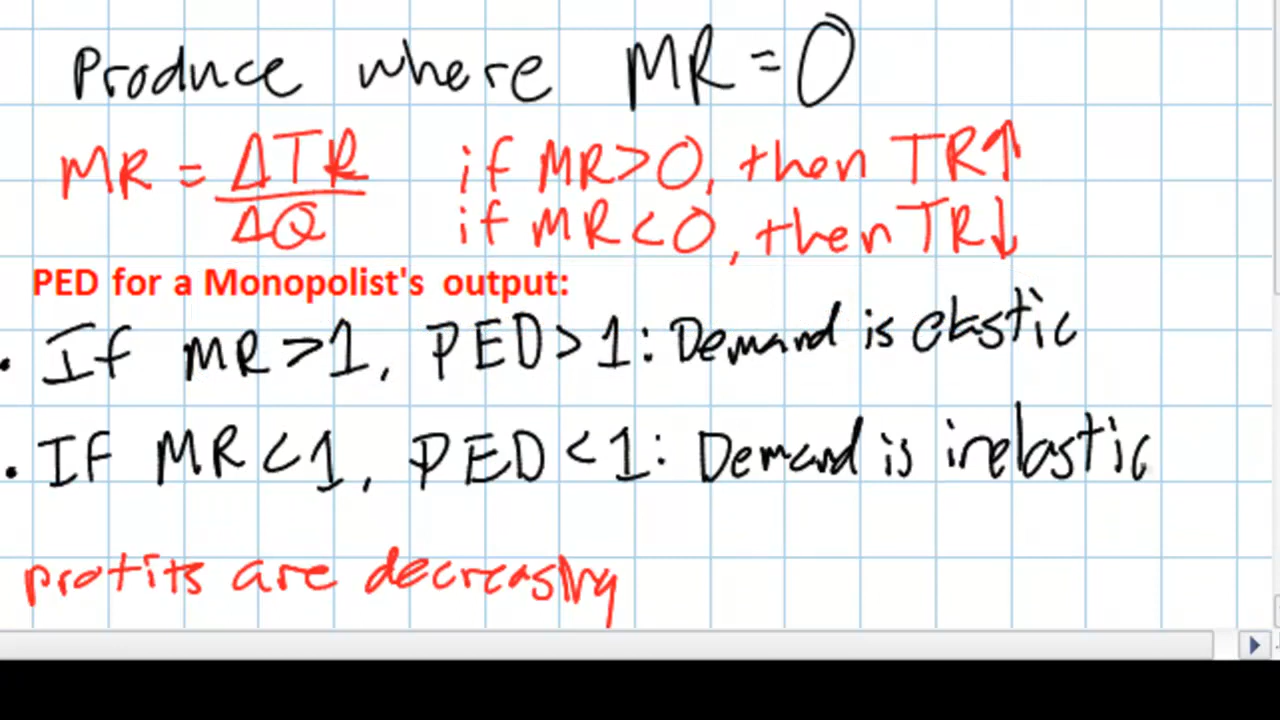 Produce where MR = 0
MR = ΔTR/ΔQ if MR>0, then TR↑
if MR<0, then TR↓
PED for a Monopolist's output:
• If MR>1, PED>1: Demand is elastic
• IF MR<1, PED<1: Demand is inelastic
profits are decreasing